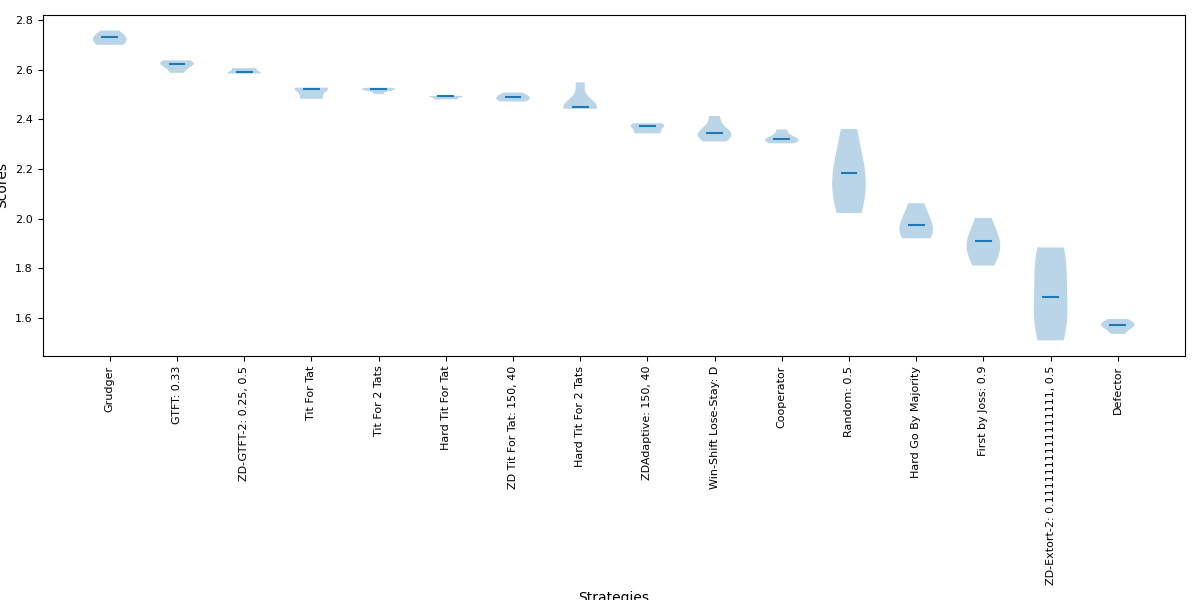 2.8
2.6
2.4
2.2
2.0
1.8
1.6
Scores
Grudger
GTFT: 0.33
ZD-GTFT-2: 0.25, 0.5
Tit For Tat
Tit For 2 Tats
Hard Tit For Tat
ZD Tit For Tat: 150, 40
Hard Tit For 2 Tats
ZDAdaptive: 150, 40
Win-Shift Lose-Stay: D
Cooperator
Random: 0.5
Hard Go By Majority
First by Joss: 0.9
ZD-Extort-2: 0.1111111111111111, 0.5
Defector
Strategies